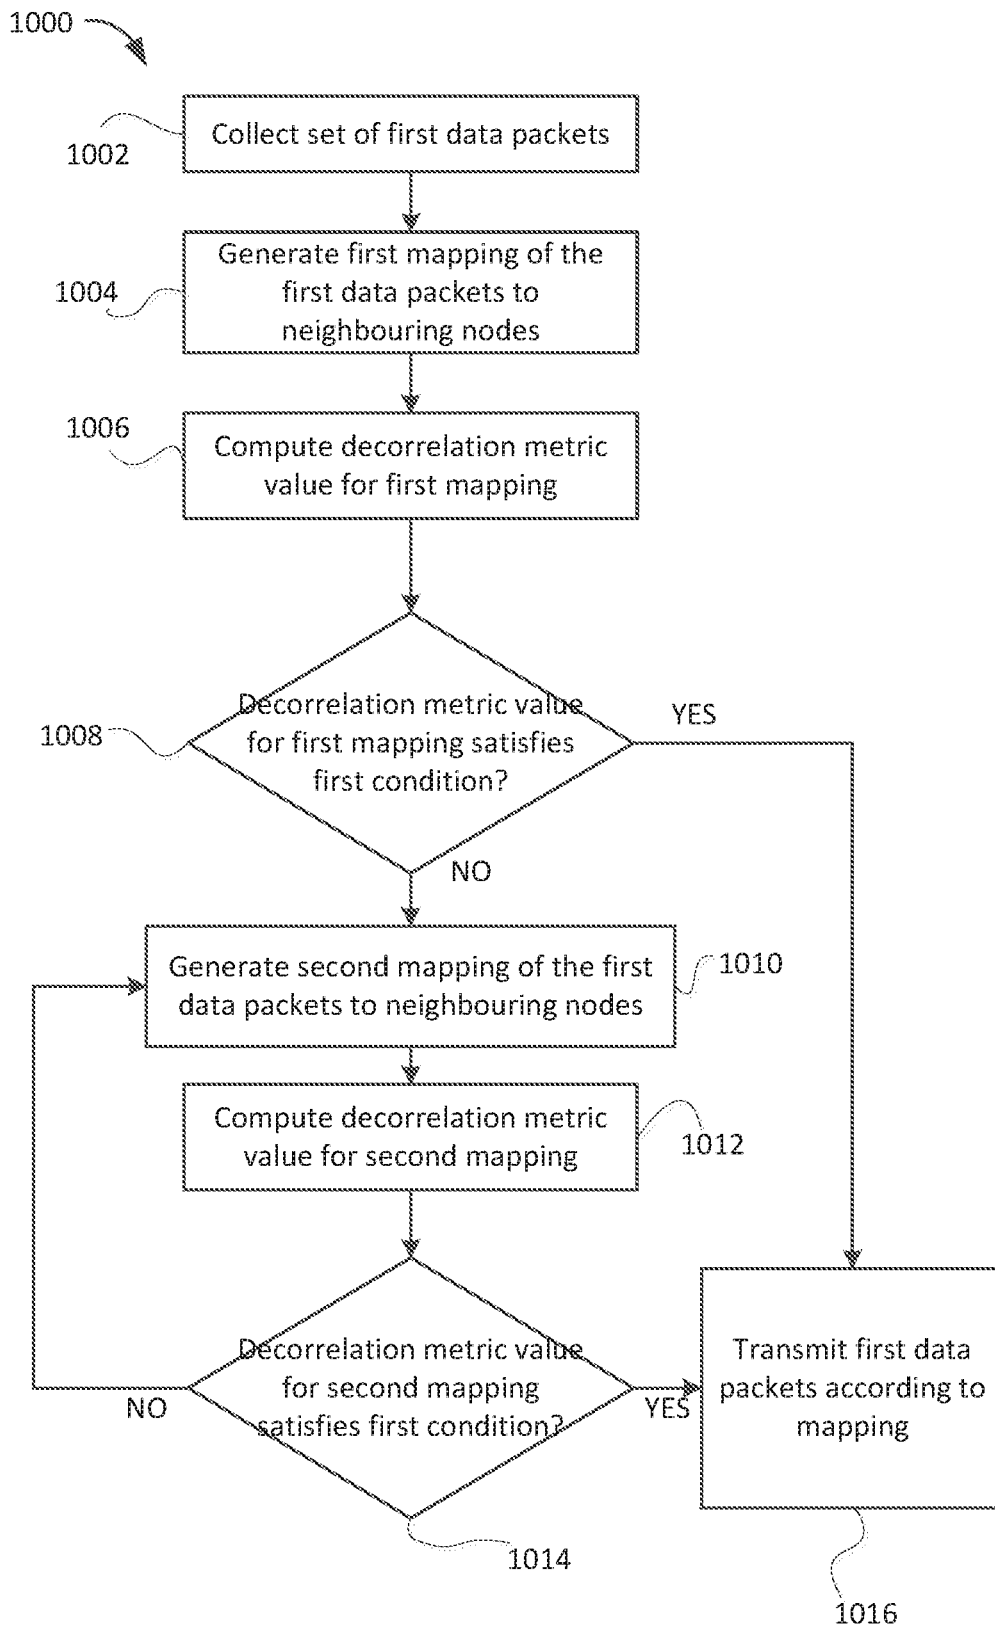 1000
Collect set of first data packets
1002
Generate first mapping of the
first data packets to
neighbouring nodes
1004
1006
Compute decorrelation metric
value for first mapping
Decorrelation metric value
for first mapping satisfies
first condition?
1008
YES
NO
Generate second mapping of the first
data packets to neighbouring nodes
1010
Compute decorrelation metric
value for second mapping
1012
Decorrelation metric value
for second mapping
satisfies first condition?
NO
YES
Transmit first data
packets according to
mapping
1014
1016